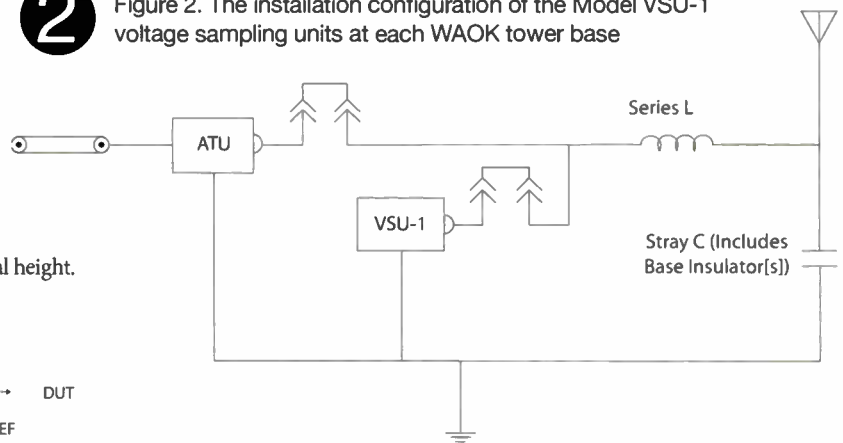 2
Figure 2. The installation configuration of the Model VSU-1
voltage sampling units at each WAOK tower base
Series L
ATU
VSU-1
Stray C (Includes
Base Insulator[s])
al height.
DUT
EF